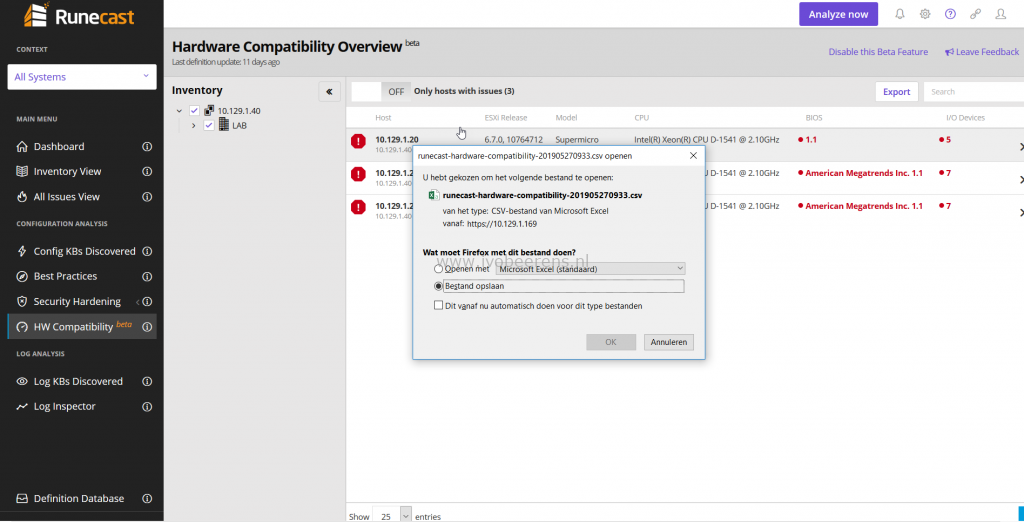 Runecast
Analyze now
CONTEXT
All Systems
MAIN MENU
Dashboard
Inventory View
All Issues View
CONFIGURATION ANALYSIS
Config KBs Discovered
Best Practices
Security Hardening
HW Compatibility beta
LOG ANALYSIS
Log KBs Discovered
Log Inspector
Definition Database
Hardware Compatibility Overview beta
Last definition update: 11 days ago
Disable this Beta Feature
Leave Feedback
Inventory
10.129.1.40
LAB
OFF Only hosts with issues (3)
Export
Search
Host ESXi Release Model CPU BIOS I/O Devices
10.129.1.20 6.7.0, 10764712 Supermicro Intel(R) Xeon(R) CPU D-1541 @ 2.10GHz 1.1 5
10.129.1.40
10.129.1.2 D-1541 @ 2.10GHz American Megatrends Inc. 1.1 7
10.129.1.40
10.129.1.2 D-1541 @ 2.10GHz American Megatrends Inc. 1.1 7
10.129.1.40
runecast-hardware-compatibility-201905270933.csv openen
U hebt gekozen om het volgende bestand te openen:
runecast-hardware-compatibility-201905270933.csv
van het type: CSV-bestand van Microsoft Excel
vanaf: https://10.129.1.169
Wat moet Firefox met dit bestand doen?
www.ivobeerens.nl
Openen met Microsoft Excel (standaard)
Bestand opslaan
Dit vanaf nu automatisch doen voor dit type bestanden
OK Annuleren
Show 25 entries